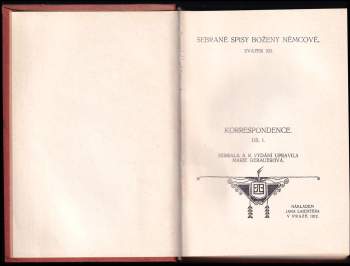 SEBRANÉ SPISY BOŽENY NĚMCOVÉ.
SVAZEK XII.
KORRESPONDENCE.
DÍL I.
SEBRALA A K VYDÁNÍ UPRAVILA
MARIE GEBAUEROVÁ.
NÁKLADEM
JANA LAICHTERA
V PRAZE 1912.